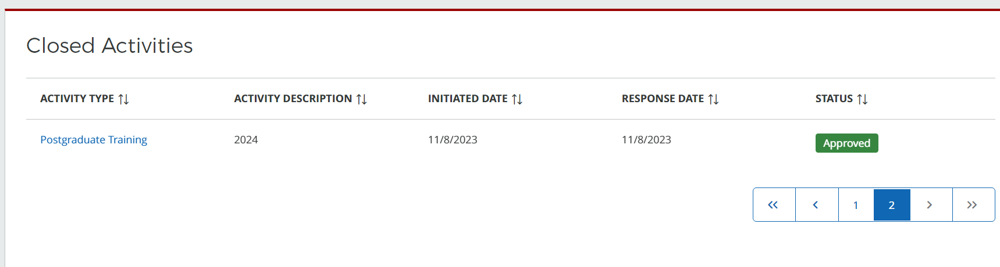 Closed Activities
ACTIVITY TYPE ↑↓ ACTIVITY DESCRIPTION ↑↓ INITIATED DATE ↑↓ RESPONSE DATE ↑↓ STATUS ↑↓
Postgraduate Training 2024 11/8/2023 11/8/2023 Approved
« ‹ 1 2 › »